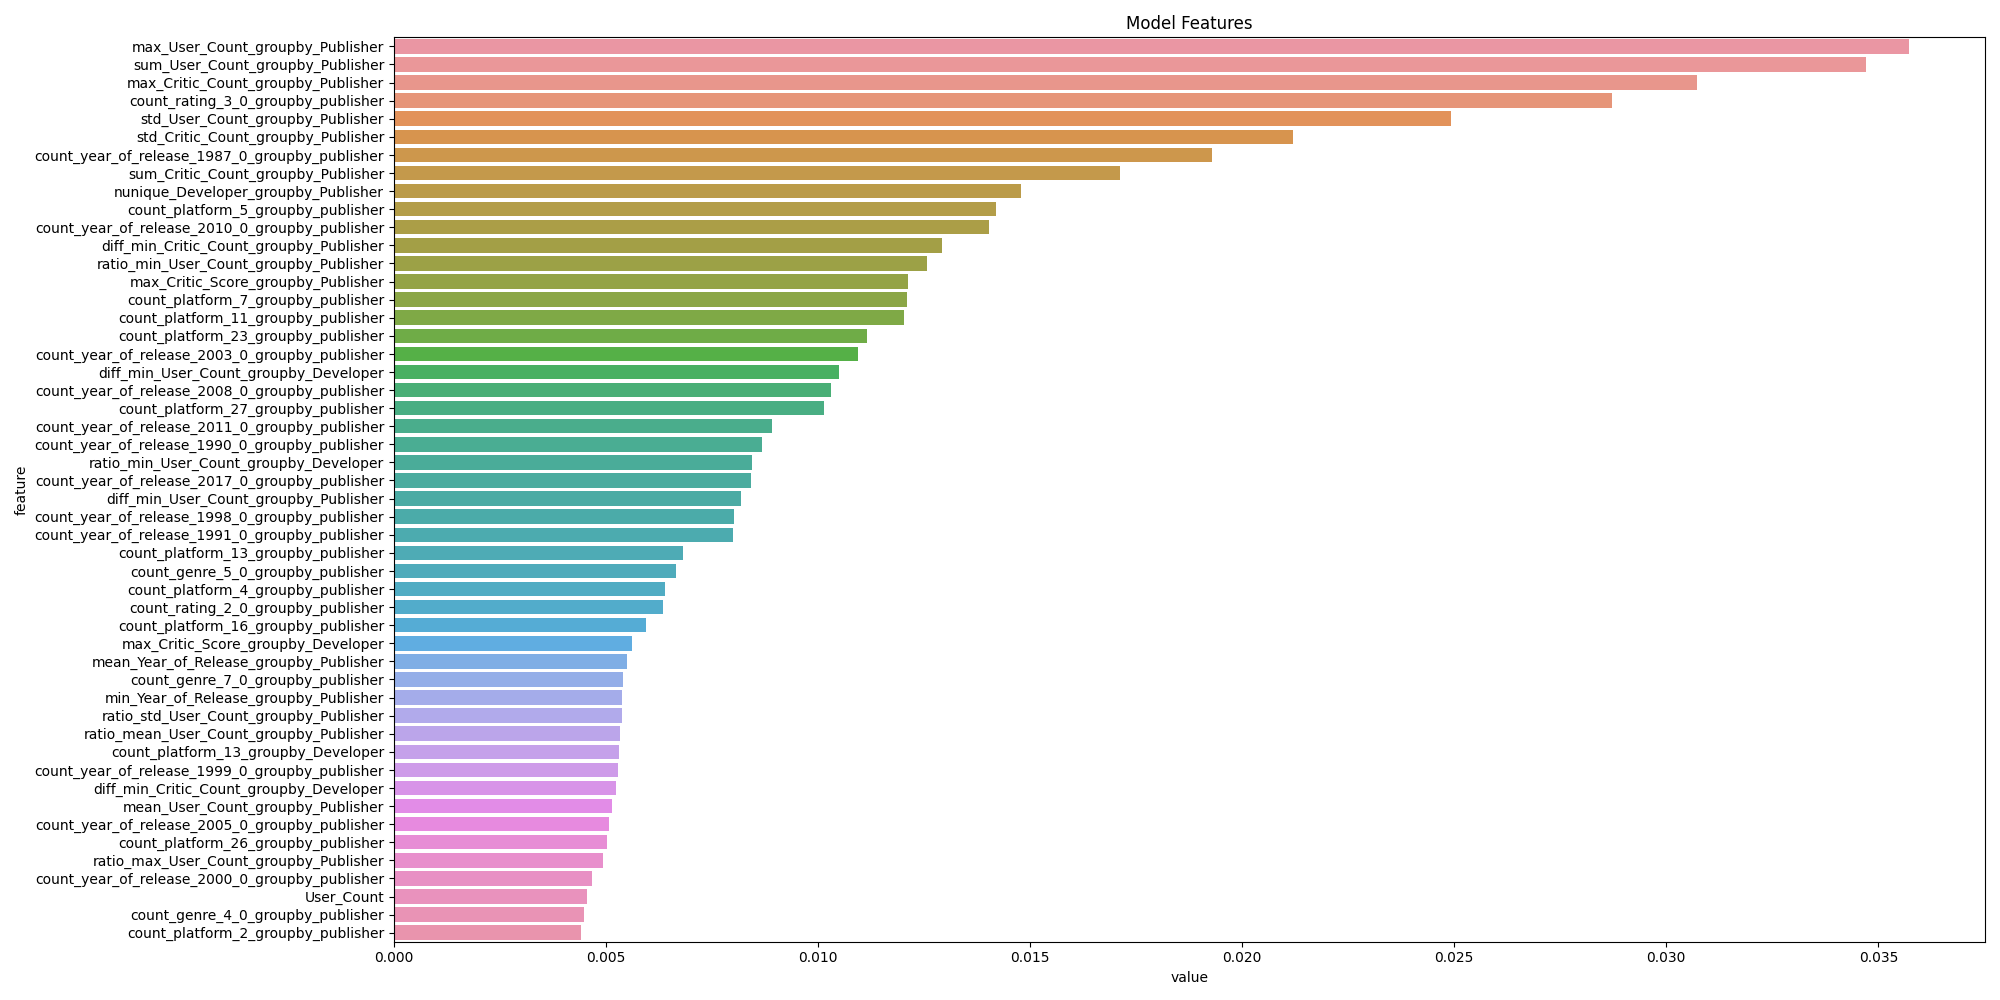 Model Features
max_User_Count_groupby_Publisher
sum_User_Count_groupby_Publisher
max_Critic_Count_groupby_Publisher
count_rating_3_0_groupby_publisher
std_User_Count_groupby_Publisher
std_Critic_Count_groupby_Publisher
count_year_of_release_1987_0_groupby_publisher
sum_Critic_Count_groupby_Publisher
nunique_Developer_groupby_Publisher
count_platform_5_groupby_publisher
count_year_of_release_2010_0_groupby_publisher
diff_min_Critic_Count_groupby_Publisher
ratio_min_User_Count_groupby_Publisher
max_Critic_Score_groupby_Publisher
count_platform_7_groupby_publisher
count_platform_11_groupby_publisher
count_platform_23_groupby_publisher
count_year_of_release_2003_0_groupby_publisher
diff_min_User_Count_groupby_Developer
count_year_of_release_2008_0_groupby_publisher
count_platform_27_groupby_publisher
count_year_of_release_2011_0_groupby_publisher
count_year_of_release_1990_0_groupby_publisher
ratio_min_User_Count_groupby_Developer
count_year_of_release_2017_0_groupby_publisher
diff_min_User_Count_groupby_Publisher
count_year_of_release_1998_0_groupby_publisher
count_year_of_release_1991_0_groupby_publisher
count_platform_13_groupby_publisher
count_genre_5_0_groupby_publisher
count_platform_4_groupby_publisher
count_rating_2_0_groupby_publisher
count_platform_16_groupby_publisher
max_Critic_Score_groupby_Developer
mean_Year_of_Release_groupby_Publisher
count_genre_7_0_groupby_publisher
min_Year_of_Release_groupby_Publisher
ratio_std_User_Count_groupby_Publisher
ratio_mean_User_Count_groupby_Publisher
count_platform_13_groupby_Developer
count_year_of_release_1999_0_groupby_publisher
diff_min_Critic_Count_groupby_Developer
mean_User_Count_groupby_Publisher
count_year_of_release_2005_0_groupby_publisher
count_platform_26_groupby_publisher
ratio_max_User_Count_groupby_Publisher
count_year_of_release_2000_0_groupby_publisher
User_Count
count_genre_4_0_groupby_publisher
count_platform_2_groupby_publisher
feature
0.000 0.005 0.010 0.015 0.020 0.025 0.030 0.035
value